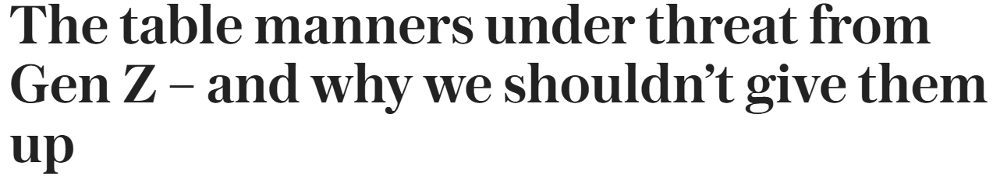 The table manners under threat from
Gen Z – and why we shouldn’t give them
up